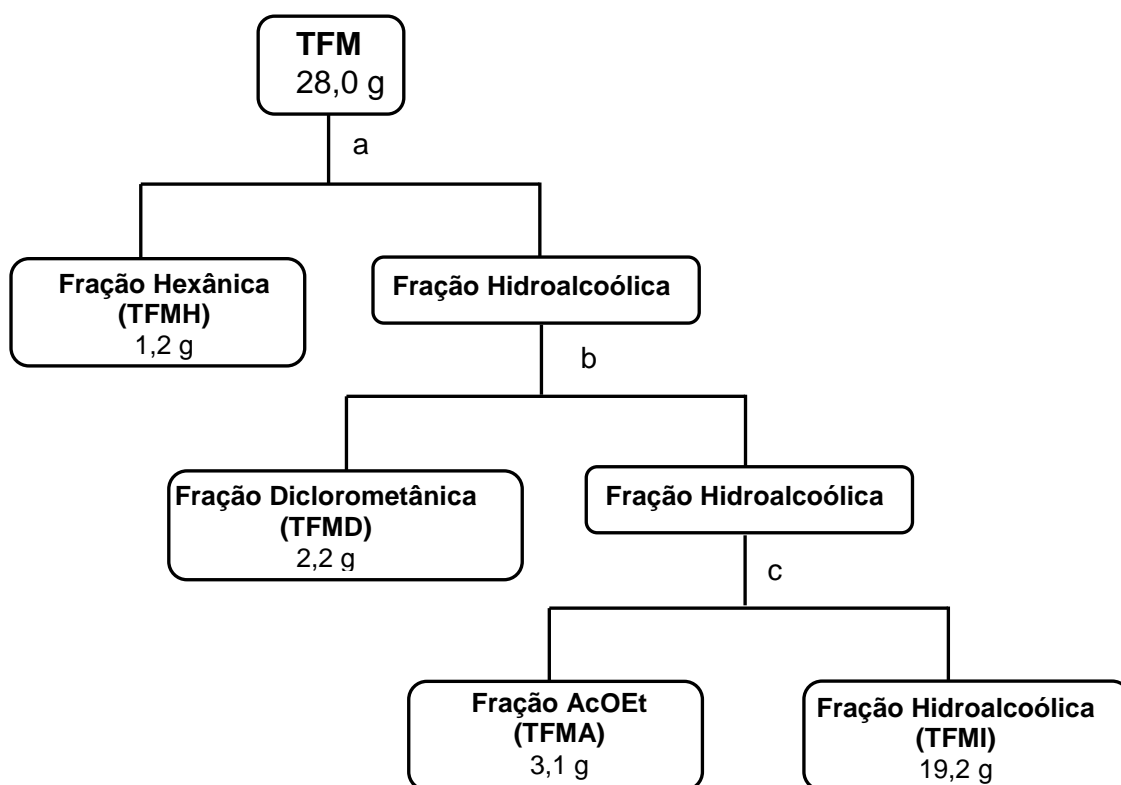 TFM
28,0 g
a
Fração Hexânica
(TFMH)
1,2 g
Fração Hidroalcoólica
b
Fração Diclorometânica
(TFMD)
2,2 g
Fração Hidroalcoólica
c
Fração AcOEt
(TFMA)
3,1 g
Fração Hidroalcoólica
(TFMI)
19,2 g